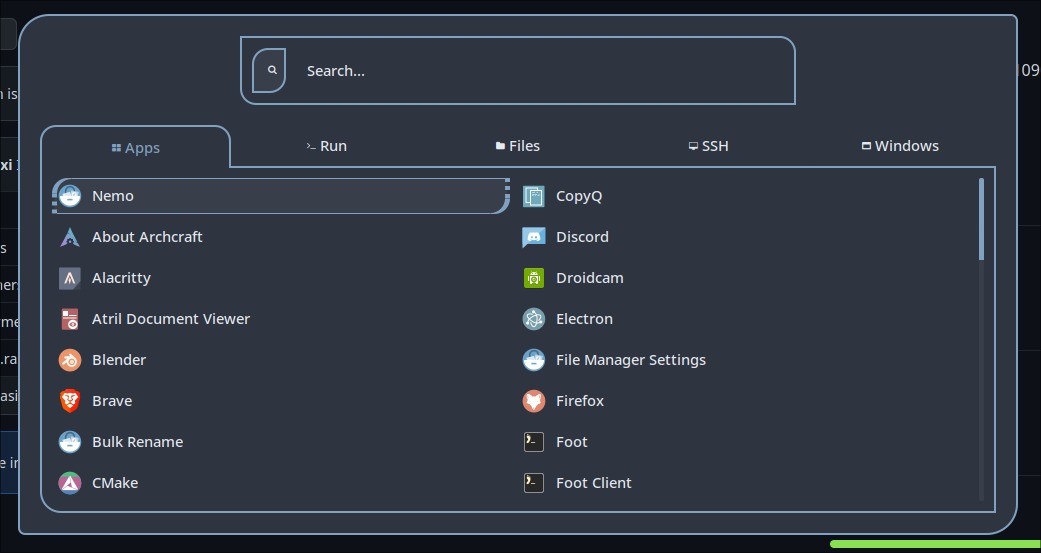 Search...
Apps
Run
Files
SSH
Windows
Nemo
About Archcraft
Alacritty
Atril Document Viewer
Blender
Brave
Bulk Rename
CMake
CopyQ
Discord
Droidcam
Electron
File Manager Settings
Firefox
Foot
Foot Client